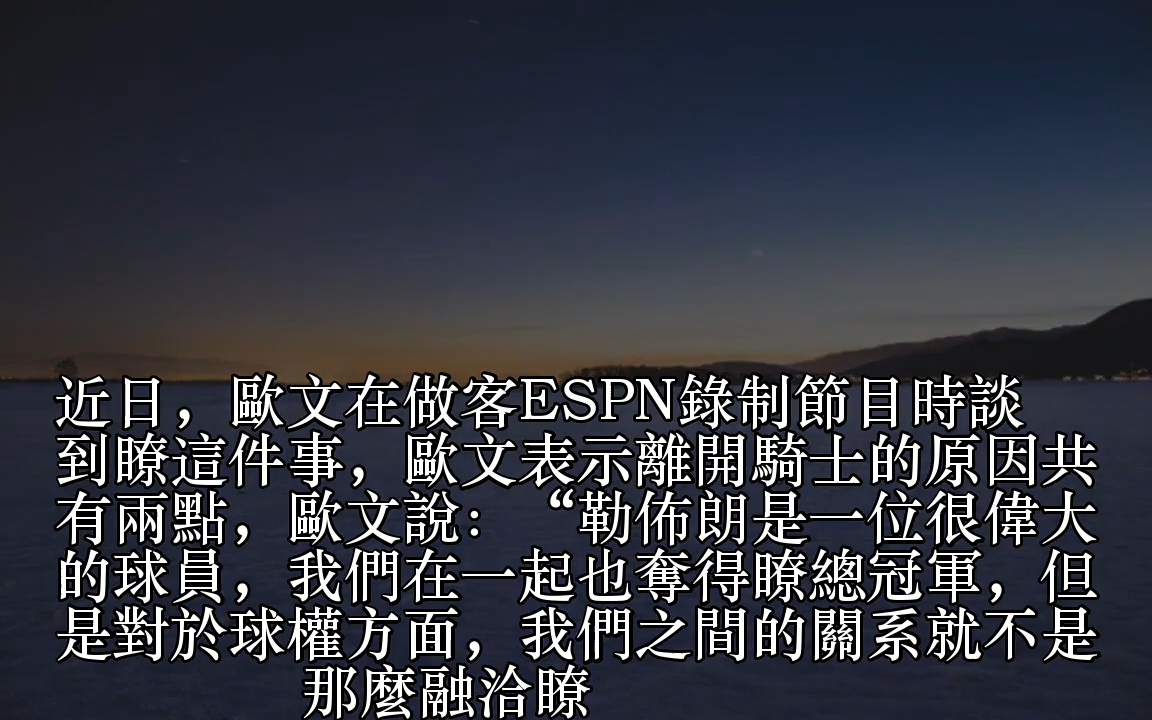 近日，歐文在做客ESPN錄制節目時談
到瞭這件事，歐文表示離開騎士的原因共
有兩點，歐文說：“勒佈朗是一位很偉大
的球員，我們在一起也奪得瞭總冠軍，但
是對於球權方面，我們之間的關系就不是
那麼融洽瞭